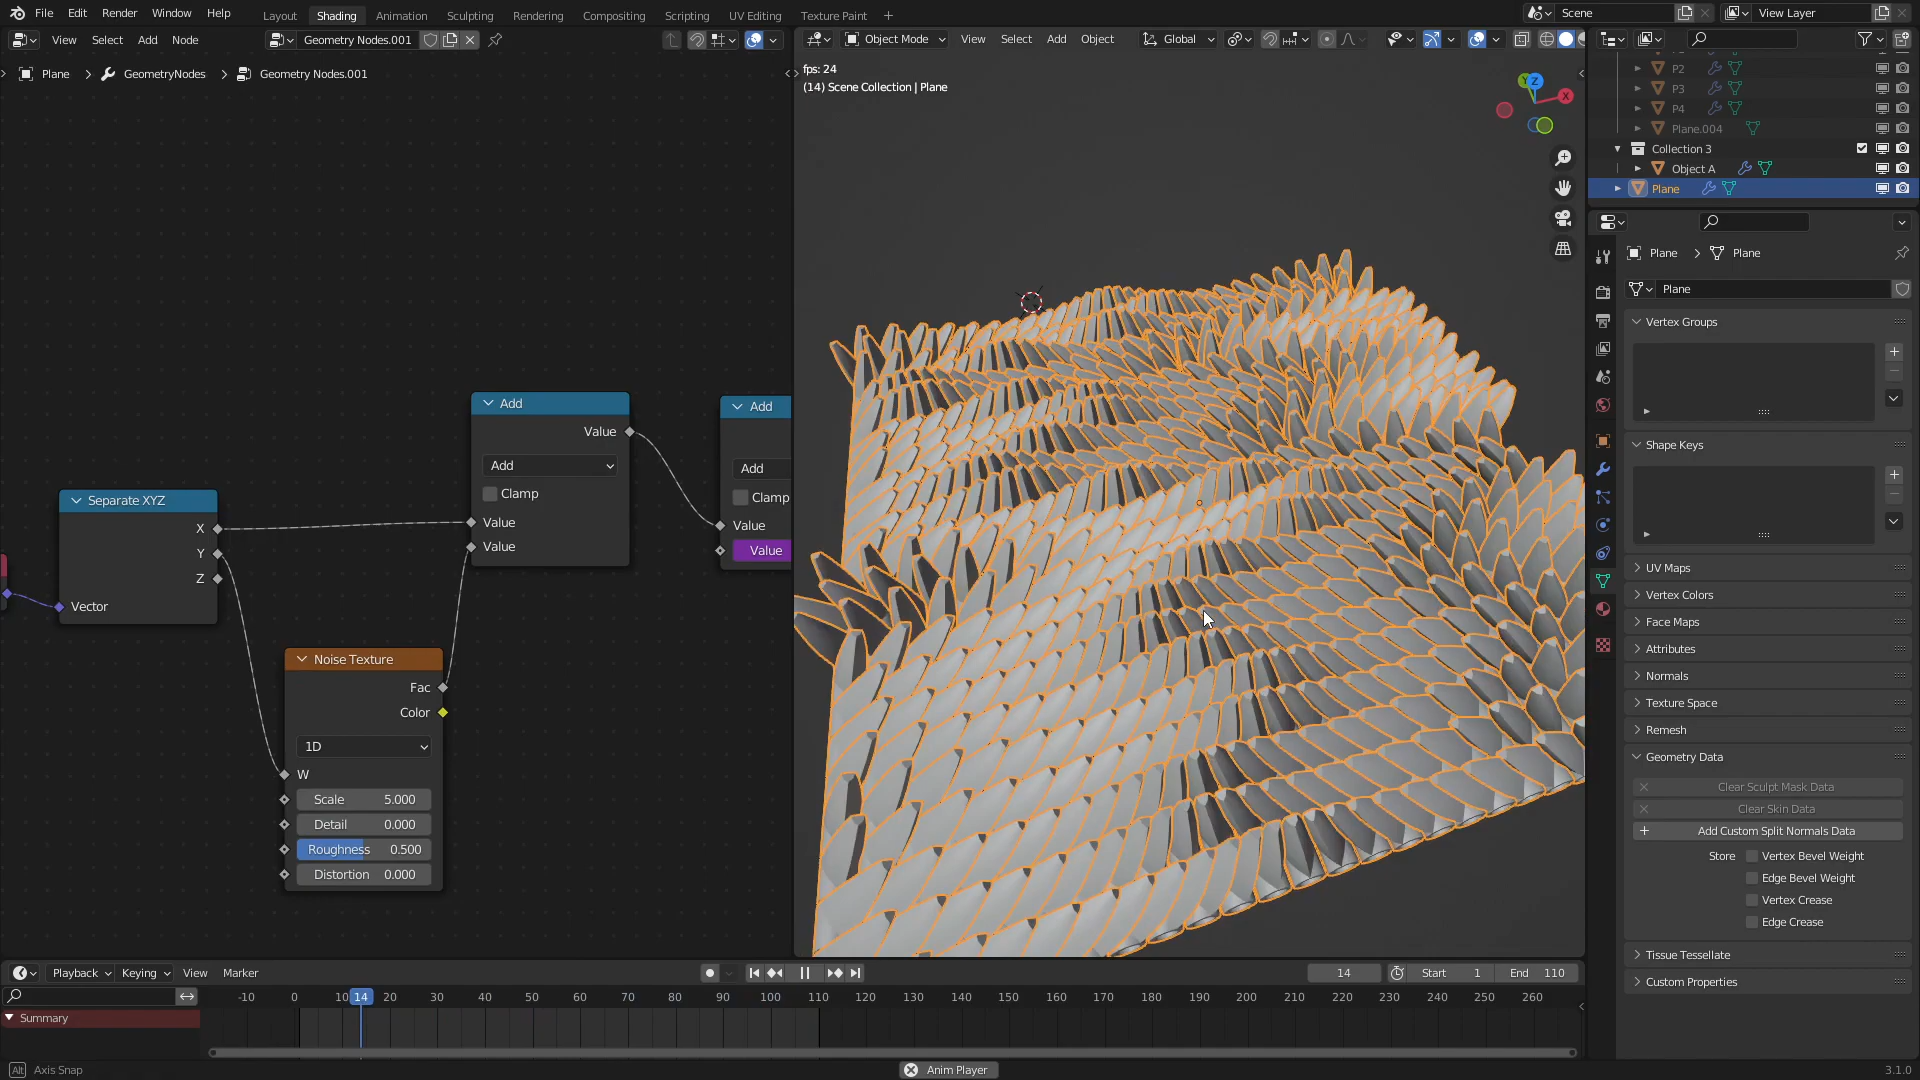 File Edit Render Window Help
Layout Shading Animation Sculpting Rendering Compositing Scripting UV Editing Texture Paint +
Scene
View Layer
View Select Add Node
Geometry Nodes.001
Object Mode View Select Add Object Global
Plane > GeometryNodes > Geometry Nodes.001
fps: 24
(14) Scene Collection | Plane
Z
X
Separate XYZ
X
Y
Z
Vector
Add
Value
Add
Clamp
Value
Value
Noise Texture
Fac
Color
1D
W
Scale 5.000
Detail 0.000
Roughness 0.500
Distortion 0.000
Add
Add
Clamp
Value
Value
P2
P3
P4
Plane.004
Collection 3
Object A
Plane
Plane > Plane
Plane
Vertex Groups
Shape Keys
UV Maps
Vertex Colors
Face Maps
Attributes
Normals
Texture Space
Remesh
Geometry Data
Clear Sculpt Mask Data
Clear Skin Data
Add Custom Split Normals Data
Store Vertex Bevel Weight
Edge Bevel Weight
Vertex Crease
Edge Crease
Tissue Tessellate
Custom Properties
Playback Keying View Marker
14 Start 1 End 110
-10 0 10 14 20 30 40 50 60 70 80 90 100 110 120 130 140 150 160 170 180 190 200 210 220 230 240 250 260
Summary
Alt Axis Snap
Anim Player
3.1.0